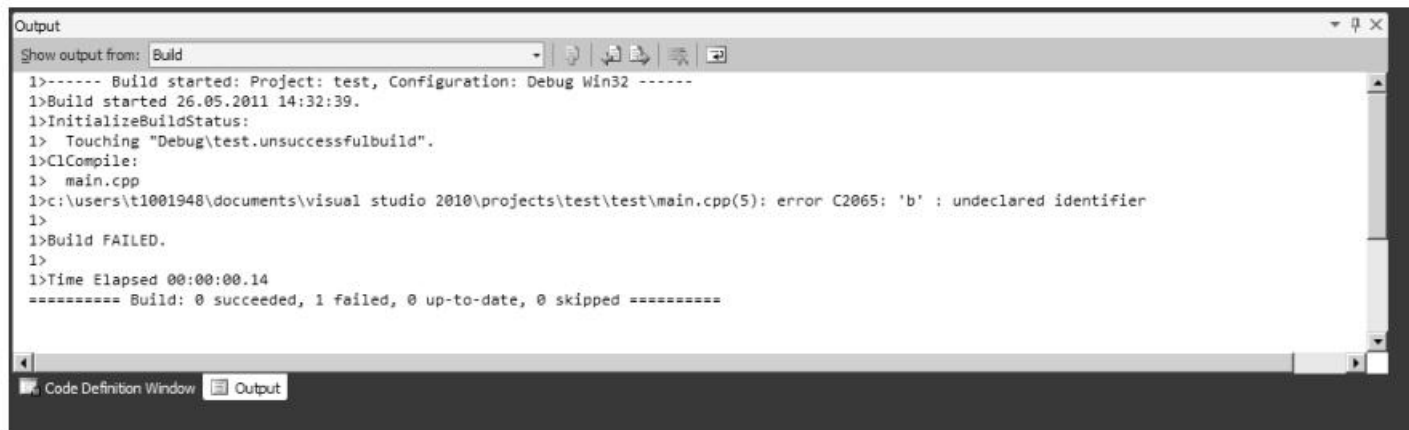 Output
Show output from: Build
1>------ Build started: Project: test, Configuration: Debug Win32 ------
1>Build started 26.05.2011 14:32:39.
1>InitializeBuildStatus:
1>  Touching "Debug\test.unsuccessfulbuild".
1>ClCompile:
1>  main.cpp
1>c:\users\t1001948\documents\visual studio 2010\projects\test\test\main.cpp(5): error C2065: 'b' : undeclared identifier
1>
1>Build FAILED.
1>
1>Time Elapsed 00:00:00.14
========== Build: 0 succeeded, 1 failed, 0 up-to-date, 0 skipped ==========
Code Definition Window Output